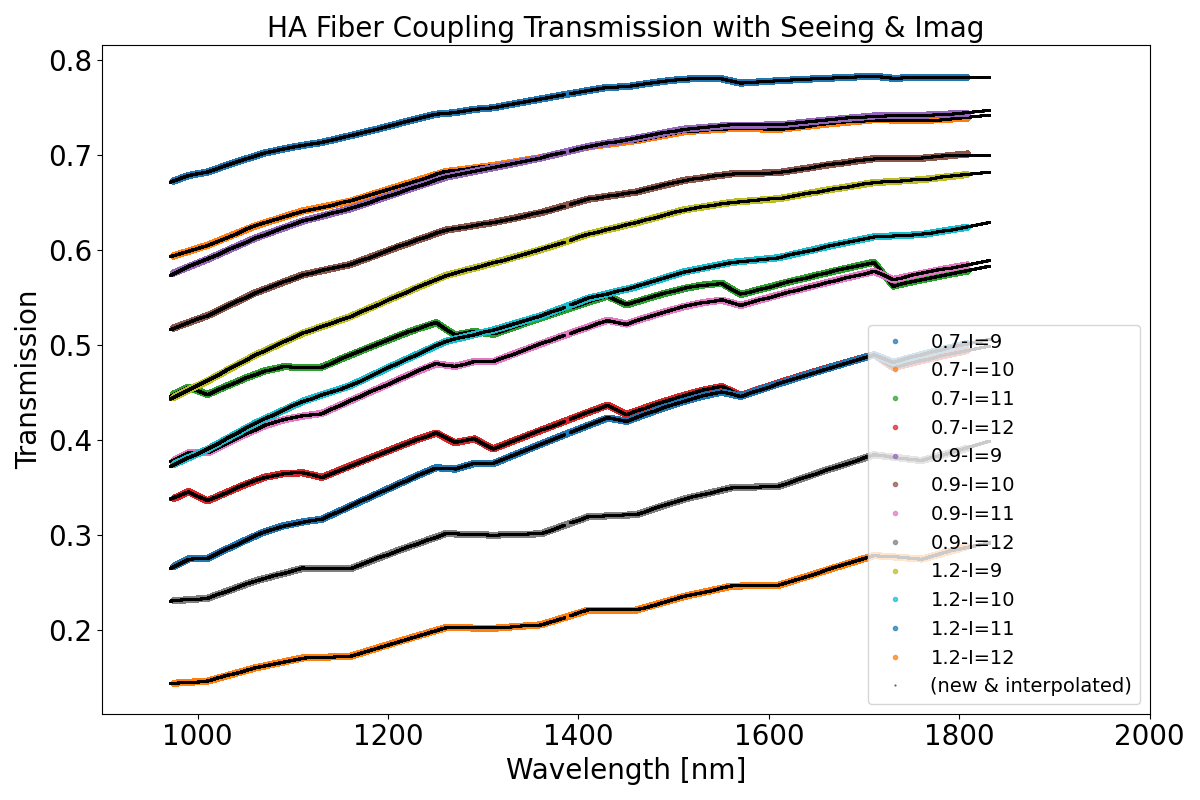 HA Fiber Coupling Transmission with Seeing & Imag
0.8
0.7
0.6
0.5
0.4
0.3
0.2
Transmission
0.7-I=9
0.7-I=10
0.7-I=11
0.7-I=12
0.9-I=9
0.9-I=10
0.9-I=11
0.9-I=12
1.2-I=9
1.2-I=10
1.2-I=11
1.2-I=12
(new & interpolated)
1000 1200 1400 1600 1800 2000
Wavelength [nm]